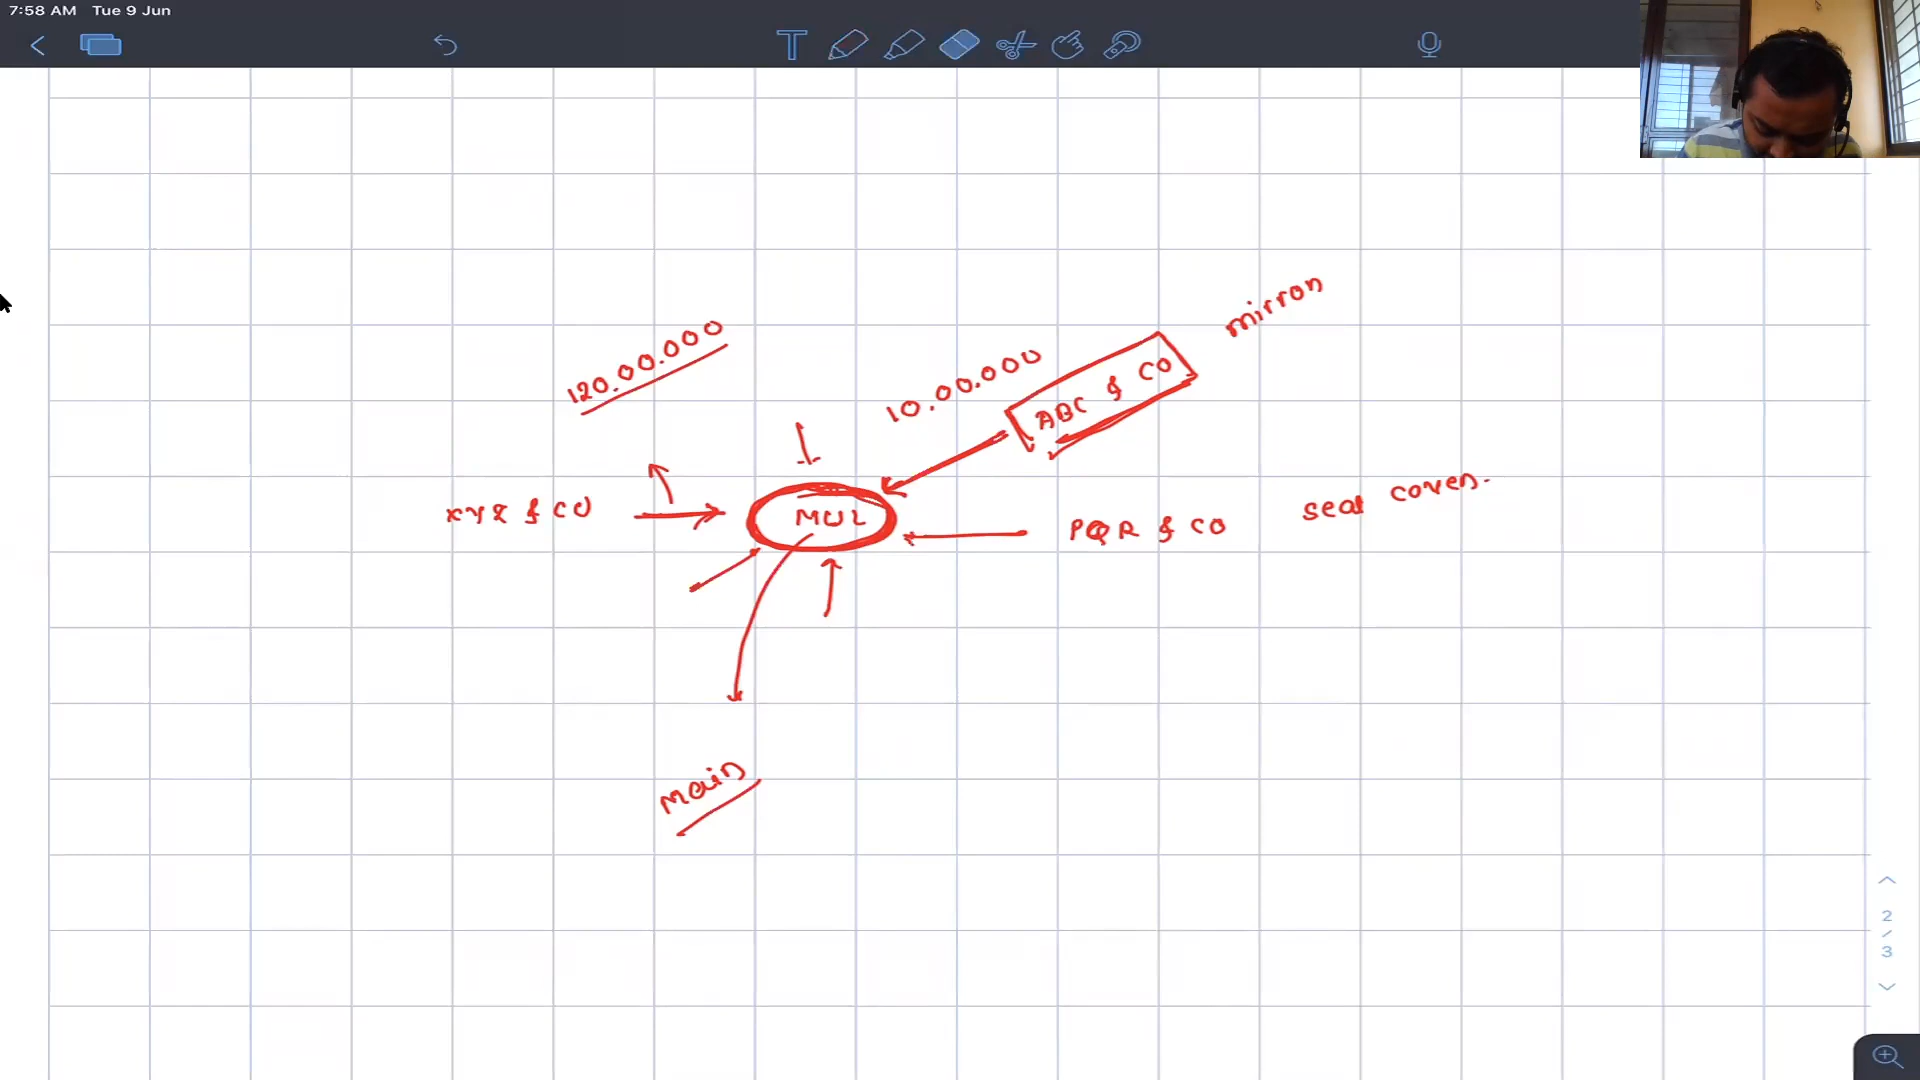 7:58 AM Tue 9 Jun
mirron
120.00.000
10.00.000
ABC & CO
seat cover.
XYZ & CO
MUL
PQR & CO
Main
2
/
3